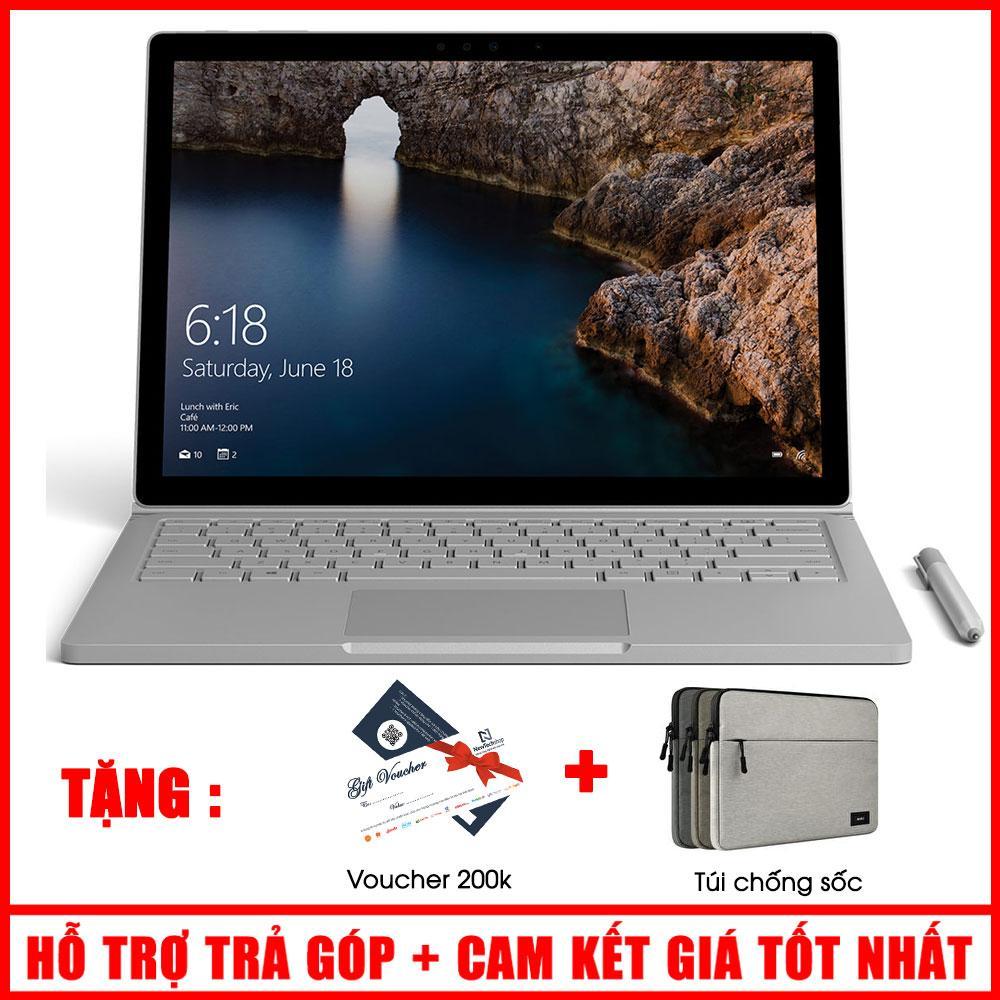 6:18
Saturday, June 18
Lunch with Eric
Café
11:00 AM-12:00 PM
10 2
NewTechshop
Gift Voucher
TẶNG :
Voucher 200k
Túi chống sốc
HỖ TRỢ TRẢ GÓP + CAM KẾT GIÁ TỐT NHẤT